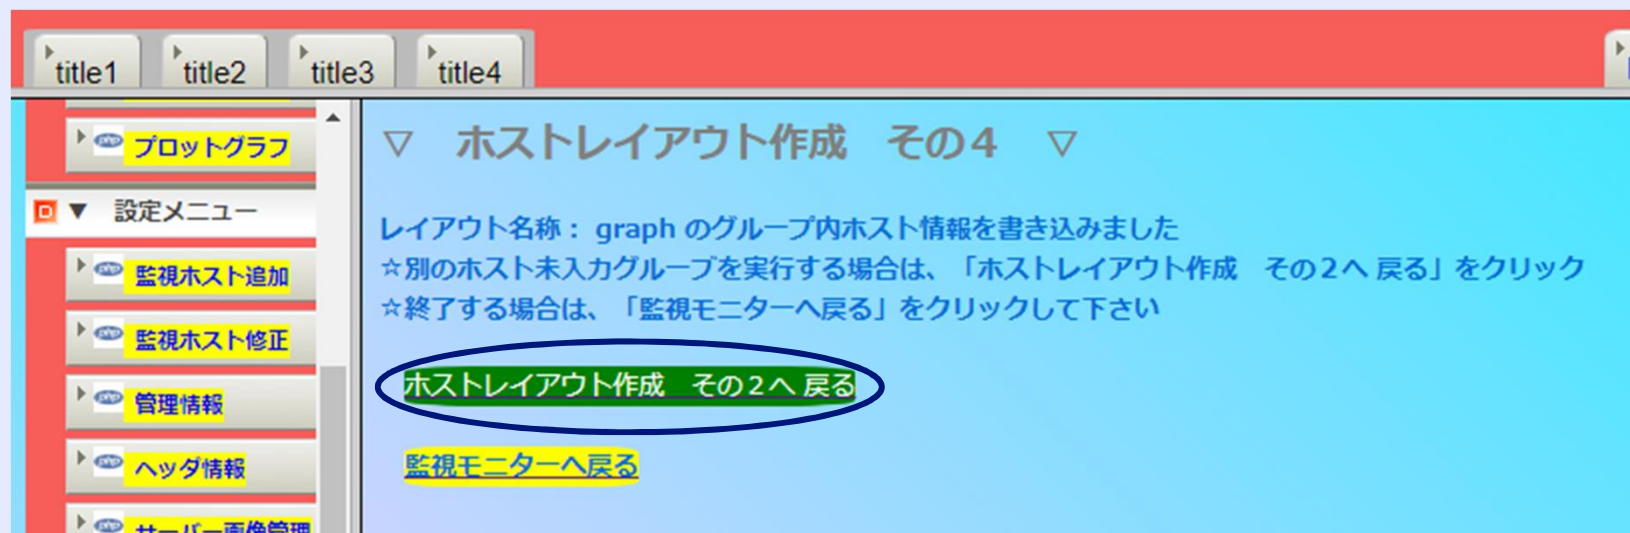 title1
title2
title3
title4
プロットグラフ
▼ 設定メニュー
監視ホスト追加
監視ホスト修正
管理情報
ヘッダ情報
サーバー画像管理
▽　ホストレイアウト作成　その４　▽
レイアウト名称： graph のグループ内ホスト情報を書き込みました
☆別のホスト未入力グループを実行する場合は、「ホストレイアウト作成　その２へ 戻る」をクリック
☆終了する場合は、「監視モニターへ戻る」をクリックして下さい
ホストレイアウト作成　その２へ 戻る
監視モニターへ戻る